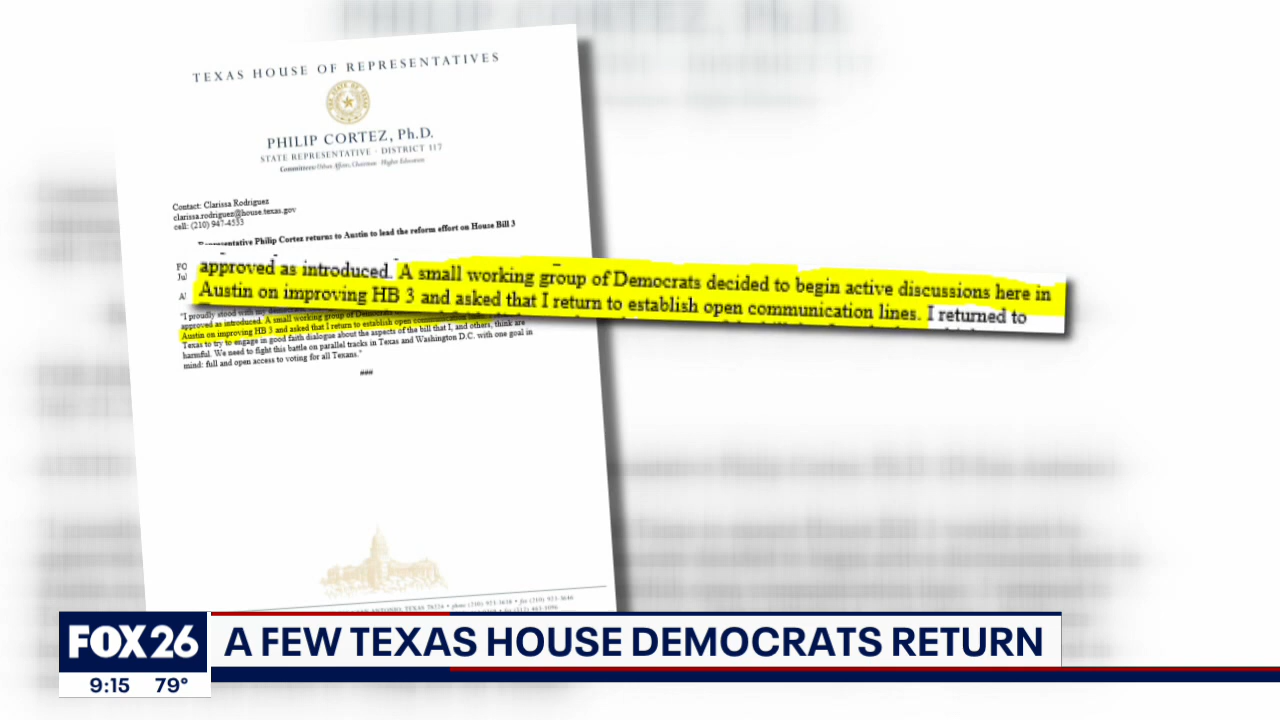 TEXAS HOUSE OF REPRESENTATIVES
PHILIP CORTEZ, Ph.D.
STATE REPRESENTATIVE · DISTRICT 117
Committees: Urban Affairs, Chairman · Higher Education
Contact: Clarissa Rodriguez
clarissa.rodriguez@house.texas.gov
cell: (210) 947-4533
Philip Cortez returns to Austin to lead the reform effort on House Bill 3
approved as introduced. A small working group of Democrats decided to begin active discussions here in
Austin on improving HB 3 and asked that I return to establish open communication lines. I returned to
"I proudly stood with my
approved as introduced. A small working group of
Austin on improving HB 3 and asked that I return to establish open
Texas to try to engage in good faith dialogue about the aspects of the bill that I, and others, think are
harmful. We need to fight this battle on parallel tracks in Texas and Washington D.C. with one goal in
mind: full and open access to voting for all Texans."
###
FOX 26 A FEW TEXAS HOUSE DEMOCRATS RETURN
9:15 79°